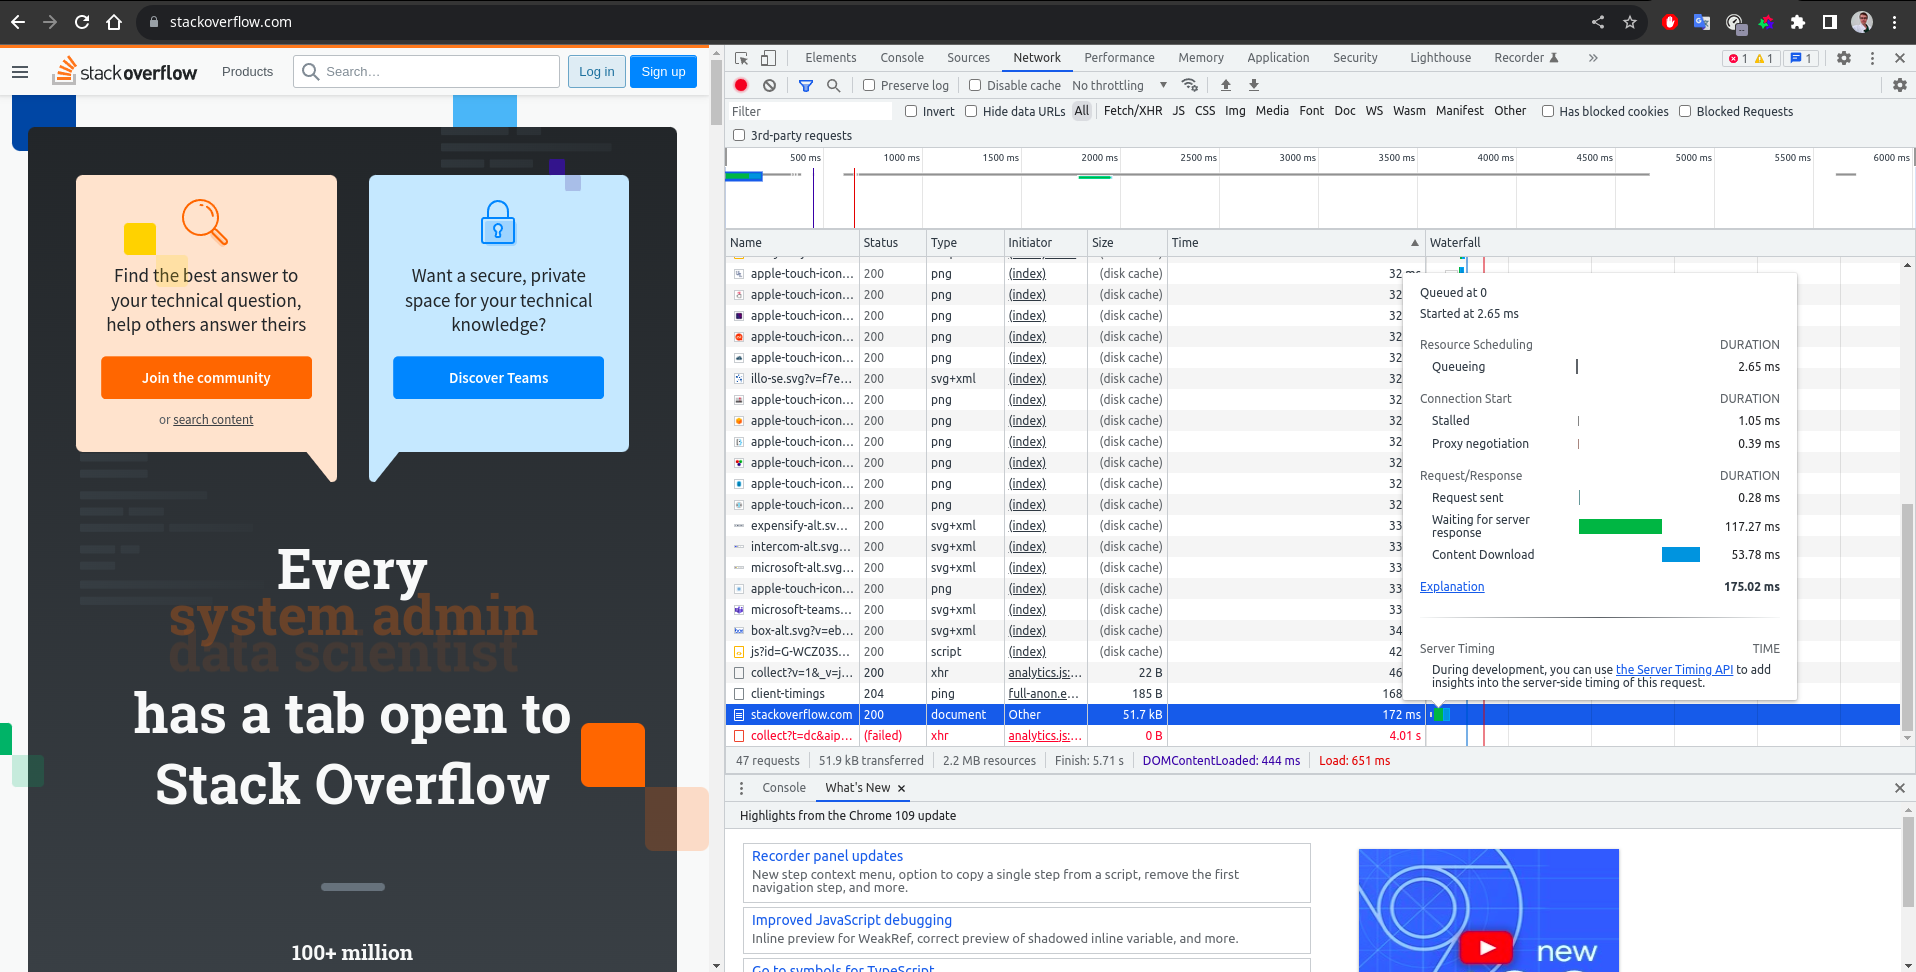 stackoverflow.com
stackoverflow
Products
Search...
Log in
Sign up
Find the best answer to
your technical question,
help others answer theirs
Join the community
or search content
Want a secure, private
space for your technical
knowledge?
Discover Teams
Every
system admin
data scientist
has a tab open to
Stack Overflow
100+ million
Elements Console Sources Network Performance Memory Application Security Lighthouse Recorder » 1 1 1
Preserve log Disable cache No throttling
Filter Invert Hide data URLs All Fetch/XHR JS CSS Img Media Font Doc WS Wasm Manifest Other Has blocked cookies Blocked Requests
3rd-party requests
500 ms 1000 ms 1500 ms 2000 ms 2500 ms 3000 ms 3500 ms 4000 ms 4500 ms 5000 ms 5500 ms 6000 ms
Name Status Type Initiator Size Time Waterfall
apple-touch-icon... 200 png (index) (disk cache) 32 ms
apple-touch-icon... 200 png (index) (disk cache) 32
apple-touch-icon... 200 png (index) (disk cache) 32
apple-touch-icon... 200 png (index) (disk cache) 32
apple-touch-icon... 200 png (index) (disk cache) 32
illo-se.svg?v=f7e... 200 svg+xml (index) (disk cache) 32
apple-touch-icon... 200 png (index) (disk cache) 32
apple-touch-icon... 200 png (index) (disk cache) 32
apple-touch-icon... 200 png (index) (disk cache) 32
apple-touch-icon... 200 png (index) (disk cache) 32
apple-touch-icon... 200 png (index) (disk cache) 32
apple-touch-icon... 200 png (index) (disk cache) 32
expensify-alt.sv... 200 svg+xml (index) (disk cache) 33
intercom-alt.svg... 200 svg+xml (index) (disk cache) 33
microsoft-alt.svg... 200 svg+xml (index) (disk cache) 33
apple-touch-icon... 200 png (index) (disk cache) 33
microsoft-teams... 200 svg+xml (index) (disk cache) 33
box-alt.svg?v=eb... 200 svg+xml (index) (disk cache) 34
js?id=G-WCZ03S... 200 script (index) (disk cache) 42
collect?v=1&_v=j... 200 xhr analytics.js:... 22 B 46
client-timings 204 ping full-anon.e... 185 B 168
stackoverflow.com 200 document Other 51.7 kB 172 ms
collect?t=dc&aip... (failed) xhr analytics.js:... 0 B 4.01 s
Queued at 0
Started at 2.65 ms
Resource Scheduling DURATION
Queueing 2.65 ms
Connection Start DURATION
Stalled 1.05 ms
Proxy negotiation 0.39 ms
Request/Response DURATION
Request sent 0.28 ms
Waiting for server
response 117.27 ms
Content Download 53.78 ms
Explanation 175.02 ms
Server Timing TIME
During development, you can use the Server Timing API to add
insights into the server-side timing of this request.
47 requests 51.9 kB transferred 2.2 MB resources Finish: 5.71 s DOMContentLoaded: 444 ms Load: 651 ms
Console What's New ×
Highlights from the Chrome 109 update
Recorder panel updates
New step context menu, option to copy a single step from a script, remove the first
navigation step, and more.
Improved JavaScript debugging
Inline preview for WeakRef, correct preview of shadowed inline variable, and more.
Go to symbols for TypeScript
new